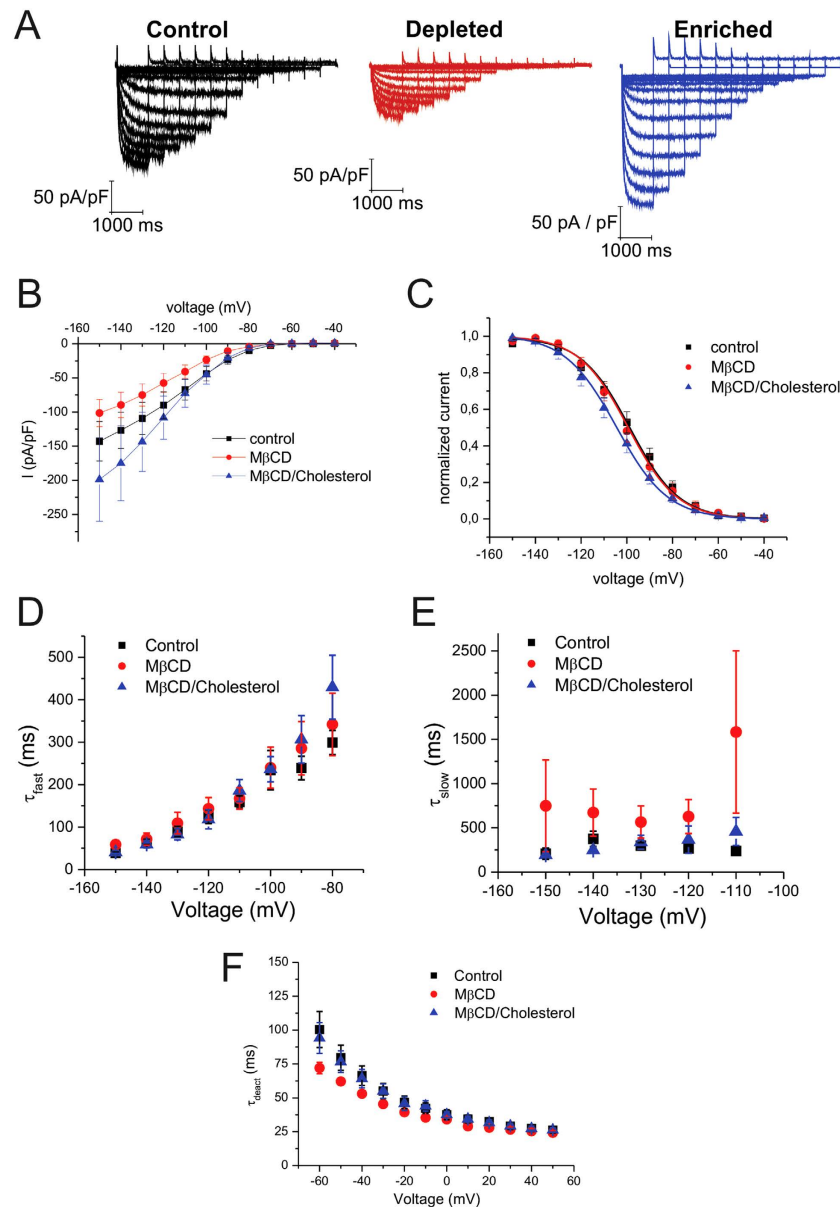 A
Control
Depleted
Enriched
50 pA/pF
1000 ms
50 pA/pF
1000 ms
50 pA / pF
1000 ms
B
voltage (mV)
-160 -140 -120 -100 -80 -60 -40
0
-50
-100
-150
-200
-250
I (pA/pF)
control
MβCD
MβCD/Cholesterol
C
1,0
0,8
0,6
0,4
0,2
0,0
normalized current
control
MβCD
MβCD/Cholesterol
-160 -140 -120 -100 -80 -60 -40
voltage (mV)
D
Control
MβCD
MβCD/Cholesterol
500
400
300
200
100
0
τfast (ms)
-160 -140 -120 -100 -80
Voltage (mV)
E
Control
MβCD
MβCD/Cholesterol
2500
2000
1500
1000
500
0
τslow (ms)
-160 -150 -140 -130 -120 -110 -100
Voltage (mV)
F
Control
MβCD
MβCD/Cholesterol
150
125
100
75
50
25
0
τdeact (ms)
-60 -40 -20 0 20 40 60
Voltage (mV)